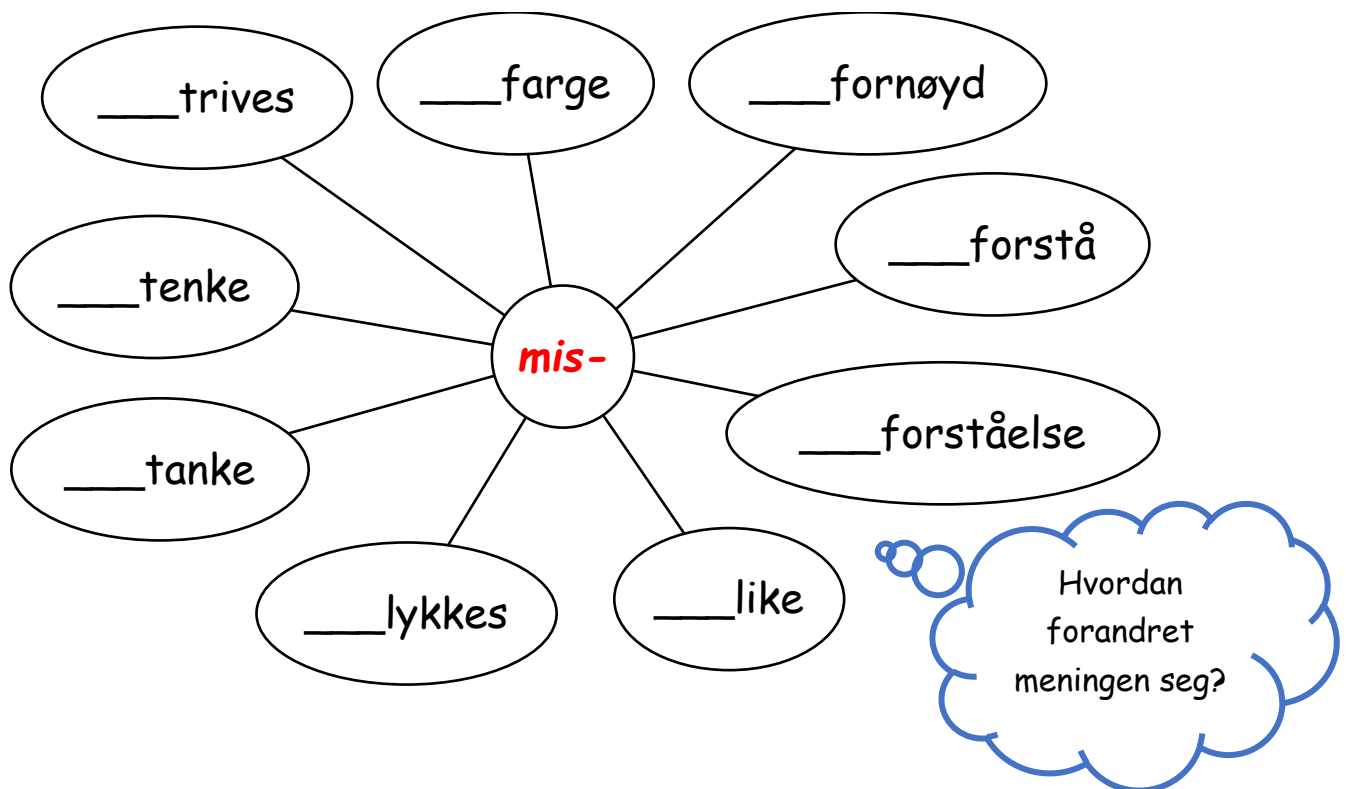 ___trives
___farge
___fornøyd
___forstå
___tenke
mis-
___forståelse
___tanke
___lykkes
___like
Hvordan
forandret
meningen seg?